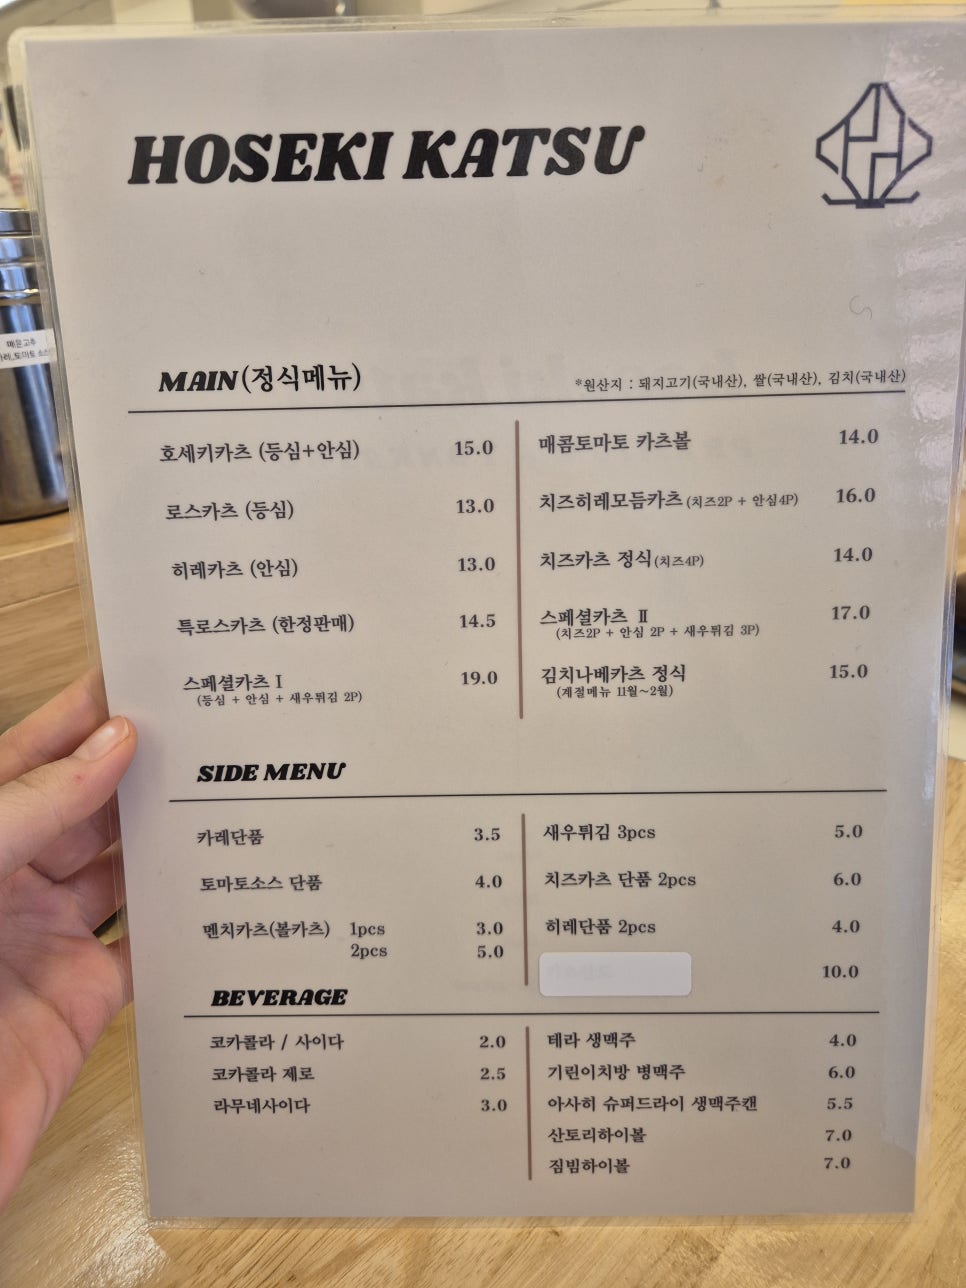 HOSEKI KATSU
매운고추
카레,토마토 소스
MAIN (정식메뉴)
*원산지 : 돼지고기(국내산), 쌀(국내산), 김치(국내산)
호세키카츠 (등심+안심) 15.0
로스카츠 (등심) 13.0
히레카츠 (안심) 13.0
특로스카츠 (한정판매) 14.5
스페셜카츠 I 19.0
(등심 + 안심 + 새우튀김 2P)
매콤토마토 카츠볼 14.0
치즈히레모듬카츠 (치즈2P + 안심4P) 16.0
치즈카츠 정식 (치즈4P) 14.0
스페셜카츠 Ⅱ 17.0
(치즈2P + 안심 2P + 새우튀김 3P)
김치나베카츠 정식 15.0
(계절메뉴 11월~2월)
SIDE MENU
카레단품 3.5
토마토소스 단품 4.0
멘치카츠(볼카츠) 1pcs 3.0
2pcs 5.0
새우튀김 3pcs 5.0
치즈카츠 단품 2pcs 6.0
히레단품 2pcs 4.0
10.0
BEVERAGE
코카콜라 / 사이다 2.0
코카콜라 제로 2.5
라무네사이다 3.0
테라 생맥주 4.0
기린이치방 병맥주 6.0
아사히 슈퍼드라이 생맥주캔 5.5
산토리하이볼 7.0
짐빔하이볼 7.0